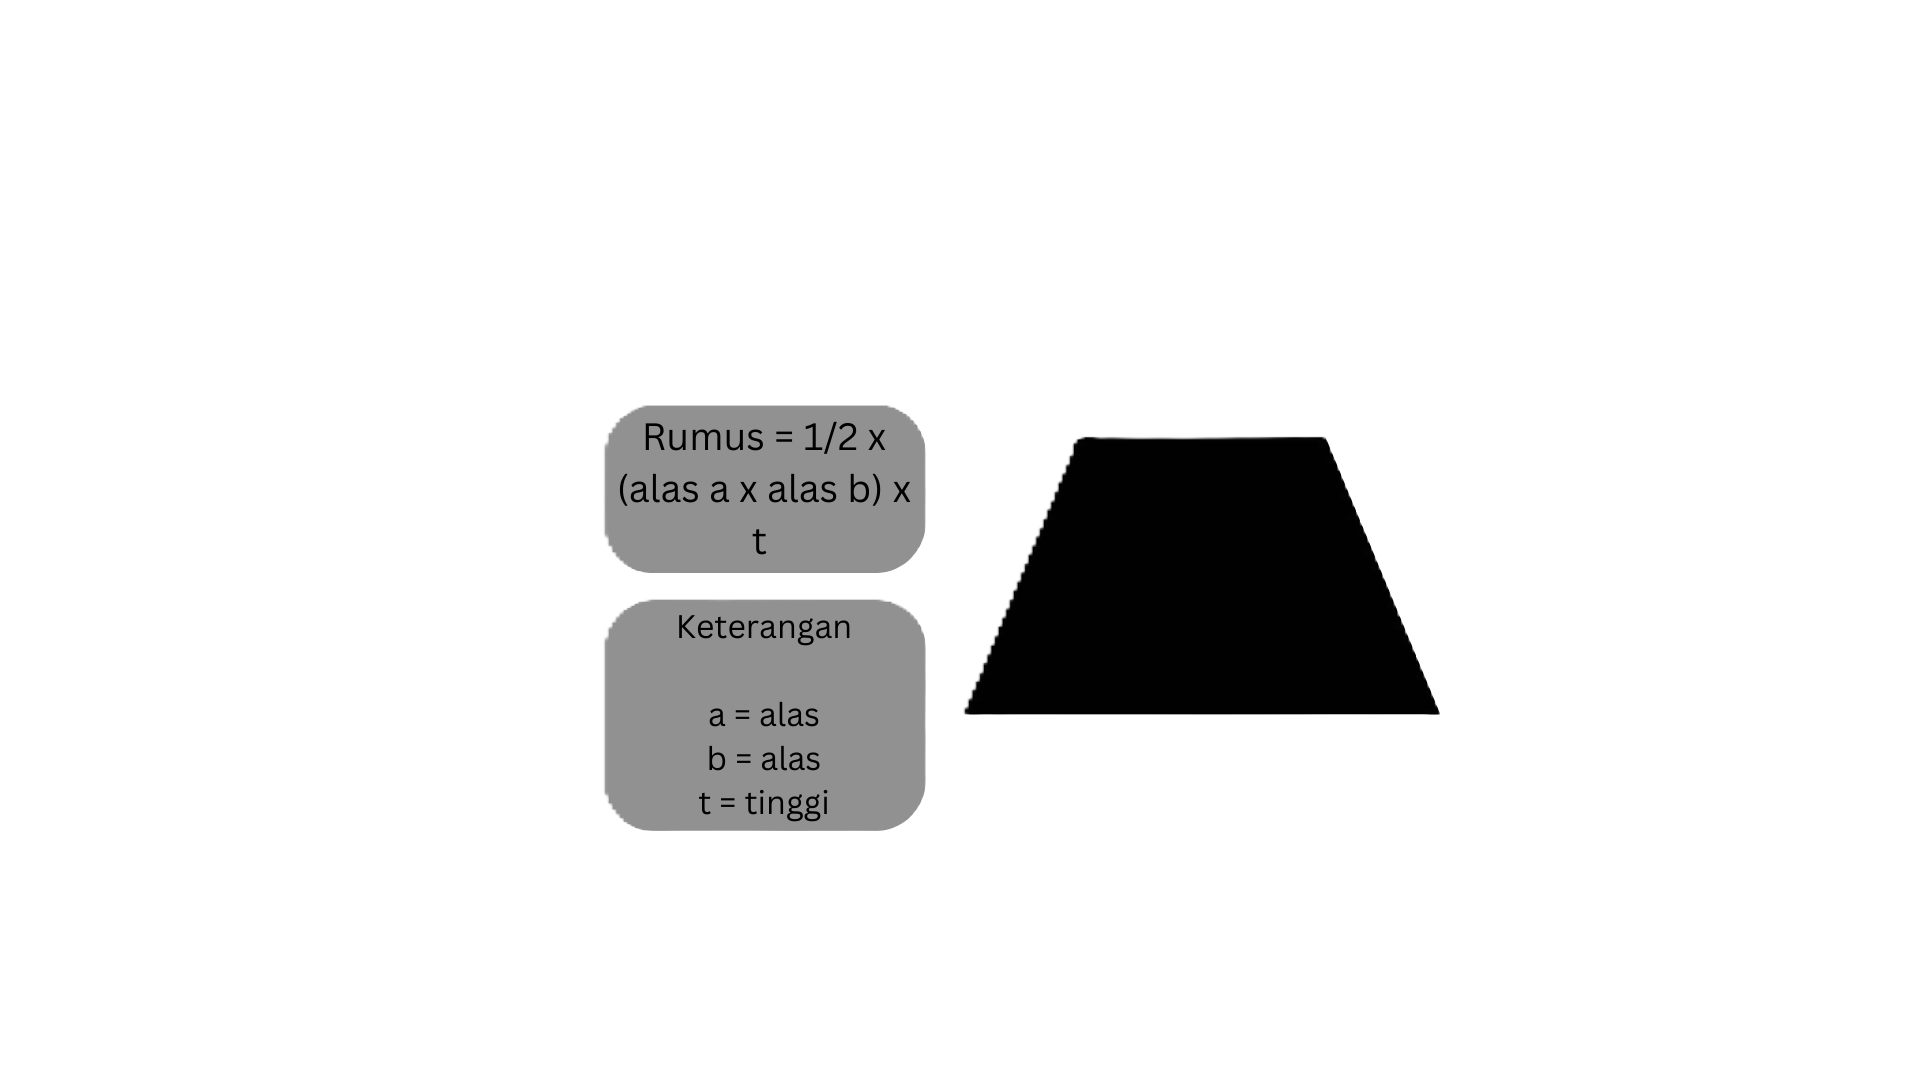 Rumus = 1/2 x
(alas a x alas b) x
t
Keterangan
a = alas
b = alas
t = tinggi